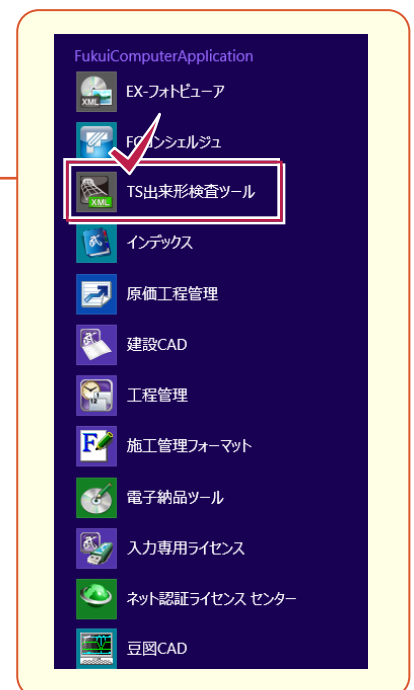 FukuiComputerApplication
XML
EX-フォトビューア
FCコンシェルジュ
XML
TS出来形検査ツール
インデックス
原価工程管理
建設CAD
工程管理
F
施工管理フォーマット
電子納品ツール
入力専用ライセンス
ネット認証ライセンス センター
豆図CAD